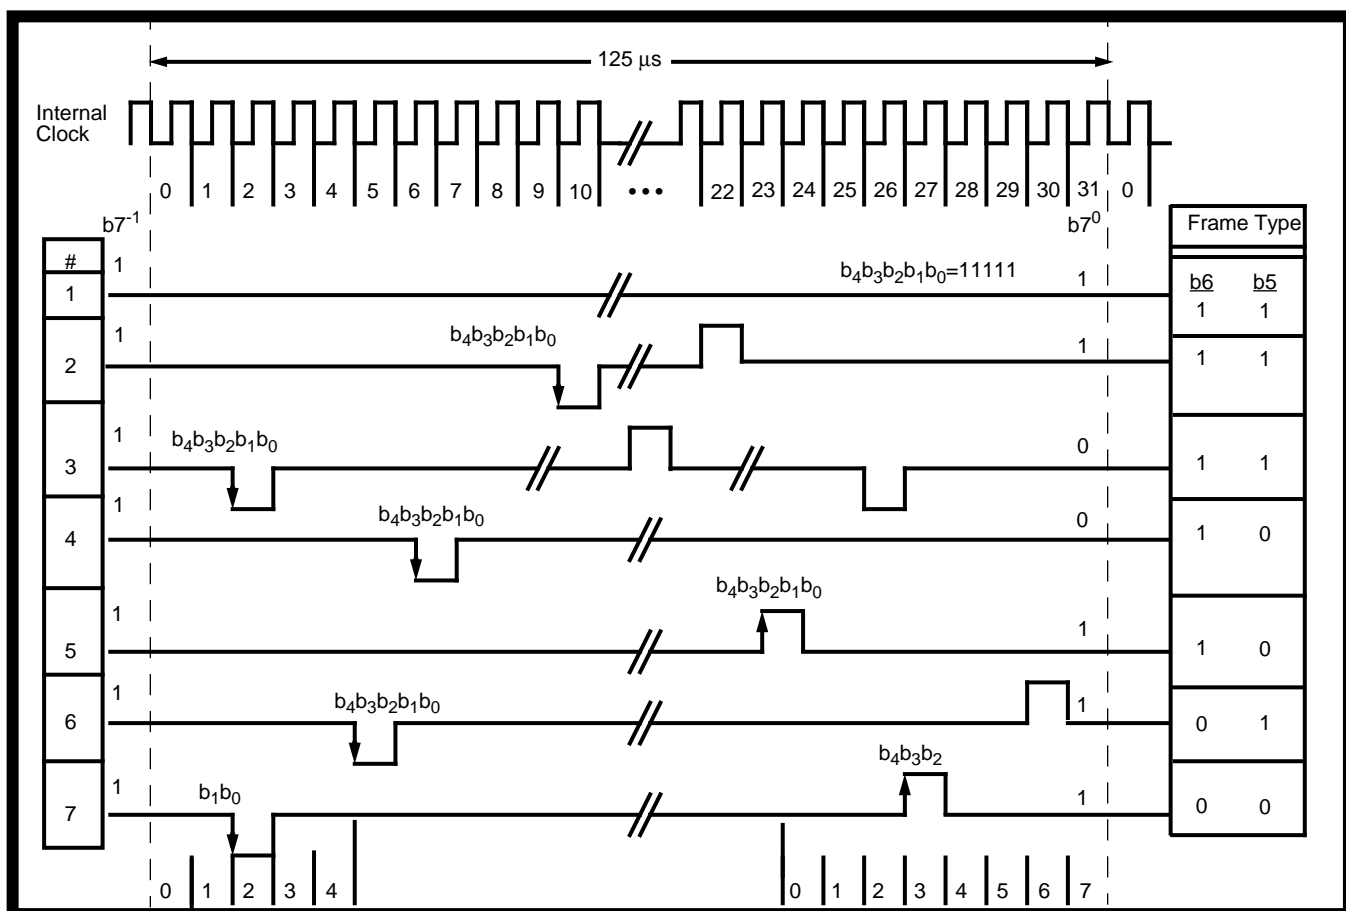 125 µs
Internal
Clock
0 1 2 3 4 5 6 7 8 9 10 ••• 22 23 24 25 26 27 28 29 30 31 0
b7⁻¹ b7⁰ Frame Type
# 1
b₄b₃b₂b₁b₀=11111 1 b6 b5
1 1 1
1 b₄b₃b₂b₁b₀ 1
2 1 1
1 b₄b₃b₂b₁b₀ 0
3 1 1
1 b₄b₃b₂b₁b₀ 0
4 1 0
1 b₄b₃b₂b₁b₀ 1
5 1 0
1 b₄b₃b₂b₁b₀ 1
6 0 1
1 b₁b₀ b₄b₃b₂ 1
7 0 0
0 1 2 3 4 0 1 2 3 4 5 6 7